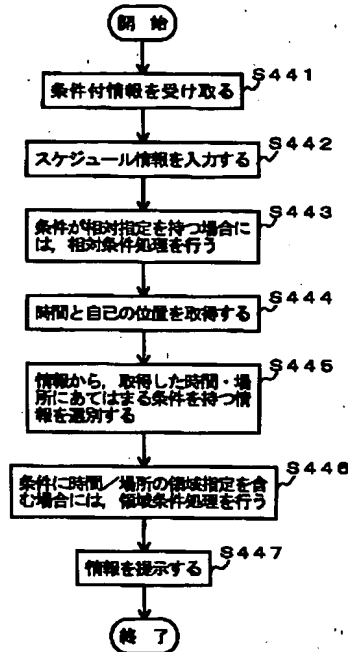 開 始
条件付情報を受け取る
S441
スケジュール情報を入力する
S442
条件が相対指定を持つ場合に
は，相対条件処理を行う
S443
時間と自己の位置を取得する
S444
情報から，取得した時間・場
所にあてはまる条件を持つ情
報を選別する
S445
条件に時間／場所の領域指定を含
む場合には，領域条件処理を行う
S446
情報を提示する
S447
終 了